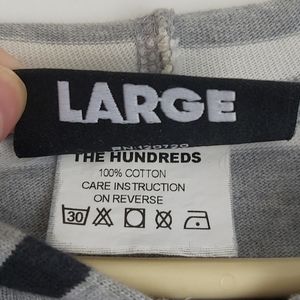 LARGE
THE HUNDREDS
100% COTTON
CARE INSTRUCTION
ON REVERSE
30